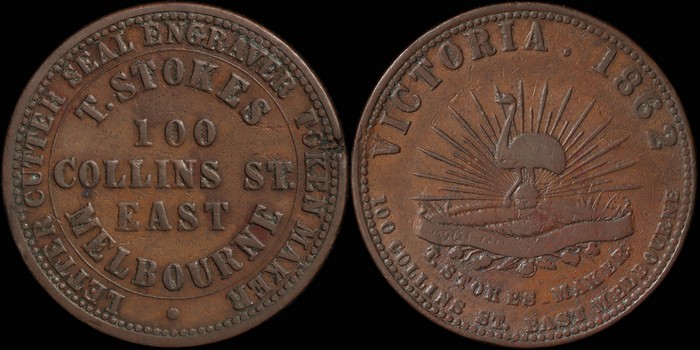 LETTER CUTTER SEAL ENGRAVER TOKEN MAKER
T. STOKES
100
COLLINS ST.
EAST
MELBOURNE
VICTORIA. 1862
T. STOKES. MAKER
100 COLLINS ST. EAST MELBOURNE